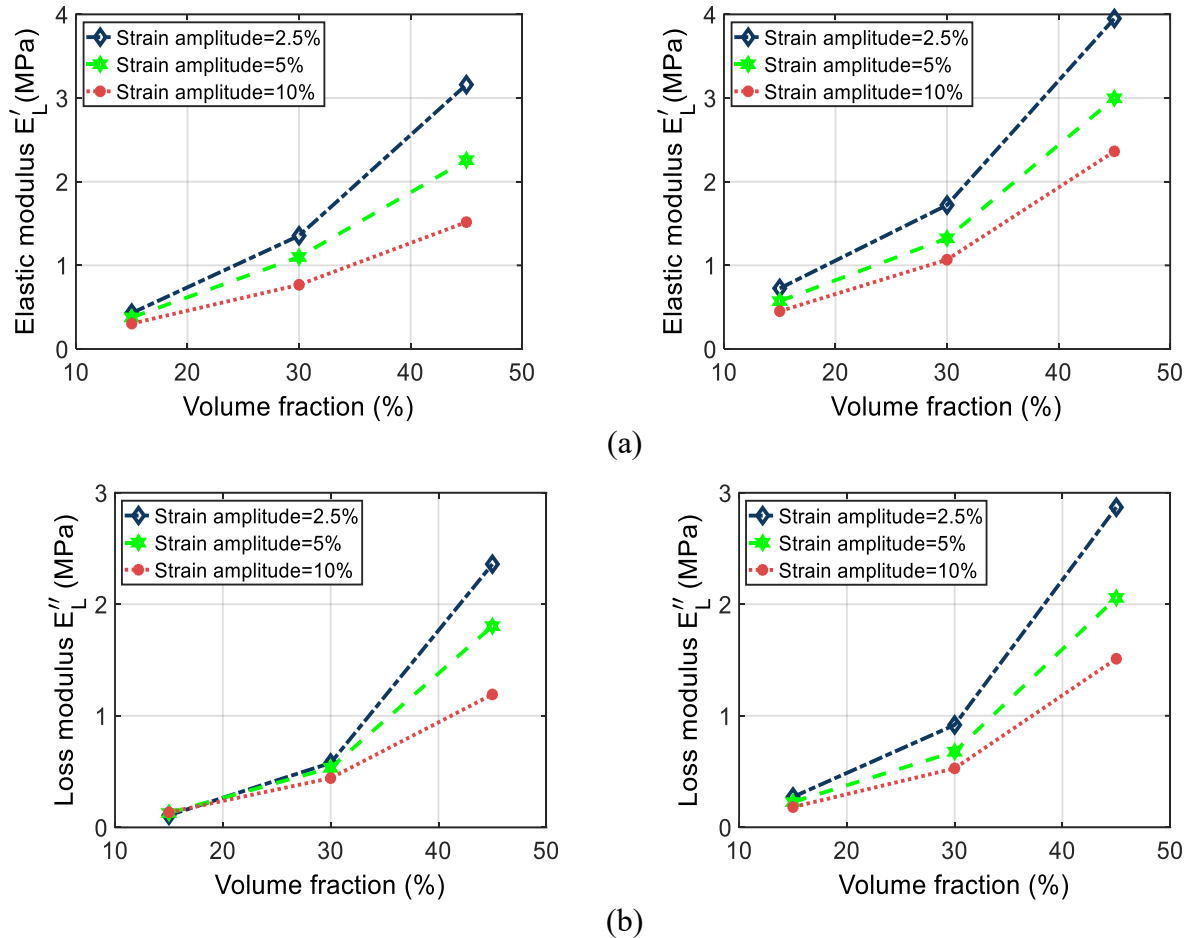 Strain amplitude=2.5%
Strain amplitude=5%
Strain amplitude=10%
Elastic modulus E′L (MPa)
4
3
2
1
0
10 20 30 40 50
Volume fraction (%)
Strain amplitude=2.5%
Strain amplitude=5%
Strain amplitude=10%
Elastic modulus E′L (MPa)
4
3
2
1
0
10 20 30 40 50
Volume fraction (%)
(a)
Strain amplitude=2.5%
Strain amplitude=5%
Strain amplitude=10%
Loss modulus E″L (MPa)
3
2
1
0
10 20 30 40 50
Volume fraction (%)
Strain amplitude=2.5%
Strain amplitude=5%
Strain amplitude=10%
Loss modulus E″L (MPa)
3
2
1
0
10 20 30 40 50
Volume fraction (%)
(b)